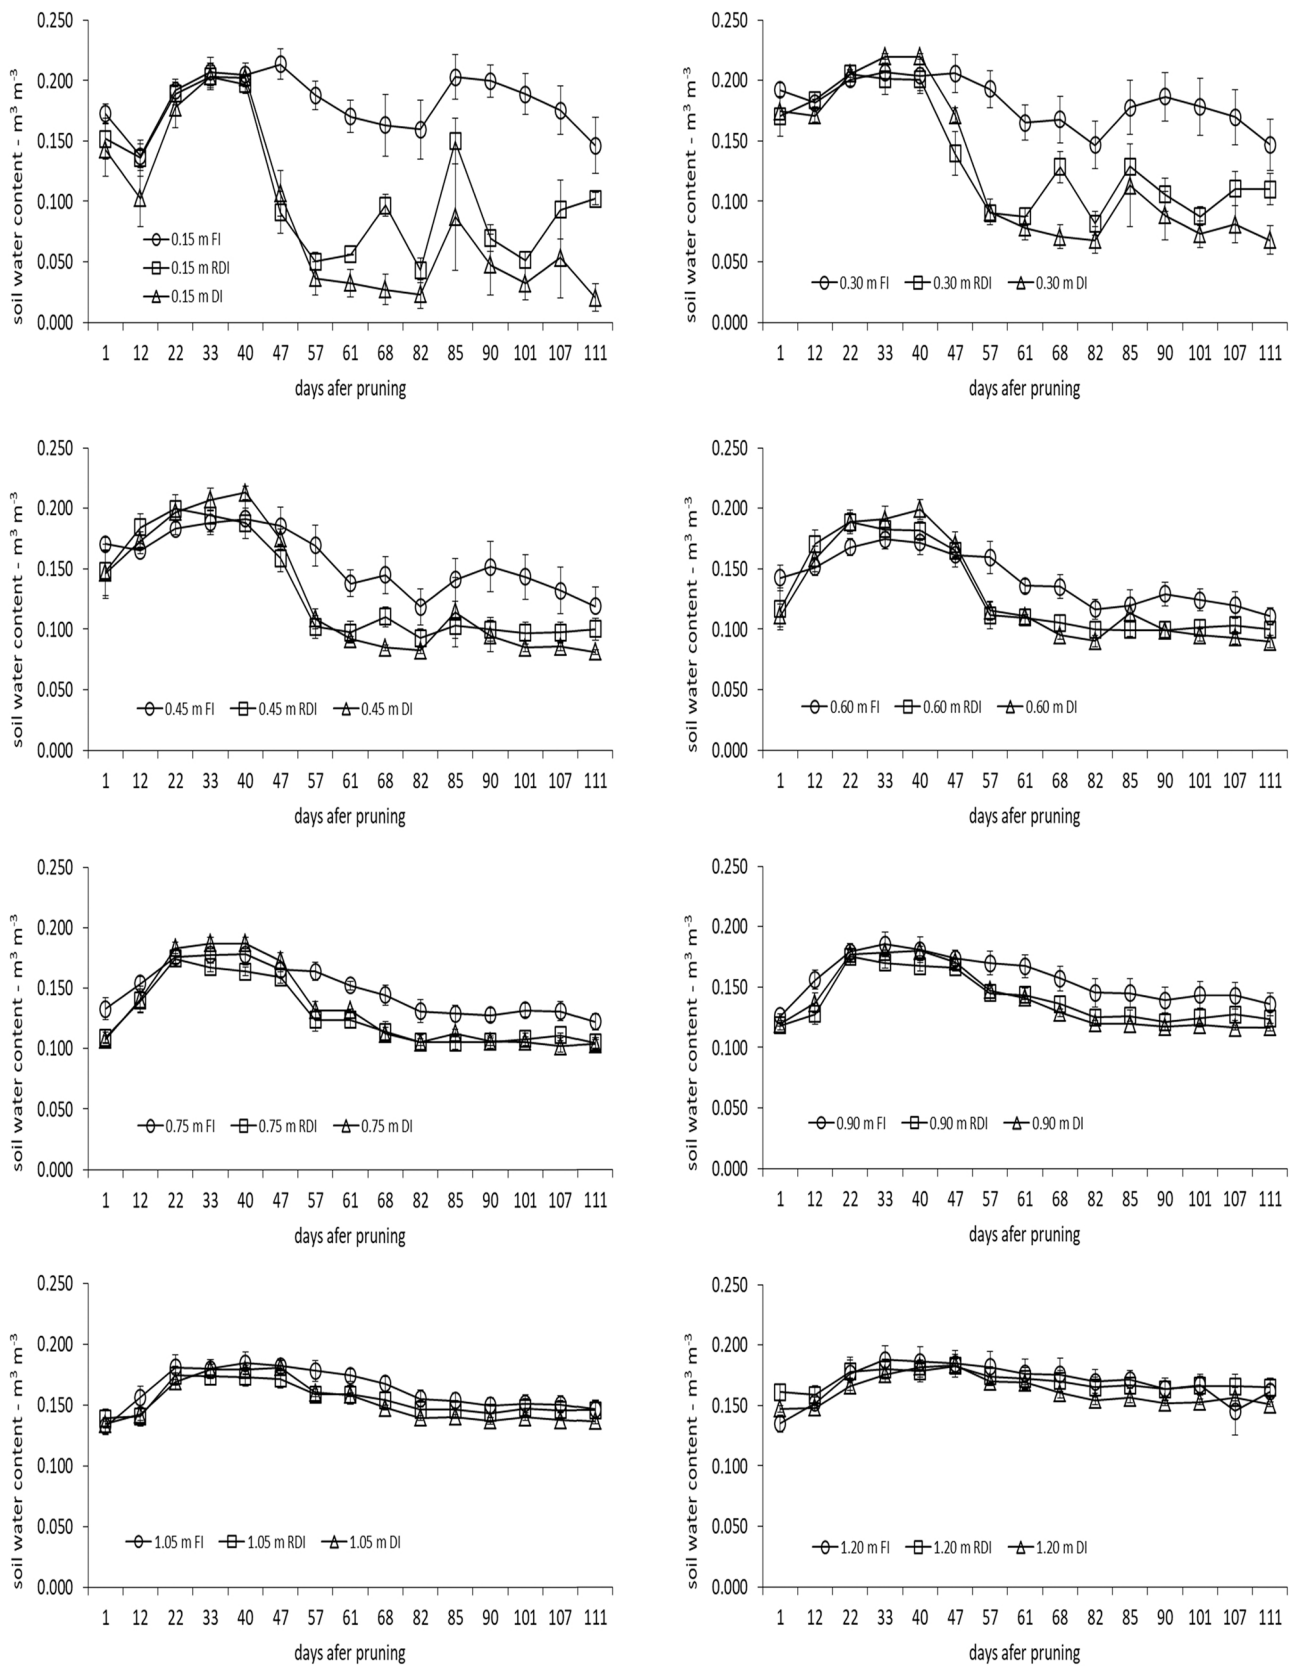 soil water content - m³ m⁻³
0.250
0.200
0.150
0.100
0.050
0.000
0.15 m FI
0.15 m RDI
0.15 m DI
1 12 22 33 40 47 57 61 68 82 85 90 101 107 111
days afer pruning
soil water content - m³ m⁻³
0.250
0.200
0.150
0.100
0.050
0.000
0.30 m FI 0.30 m RDI 0.30 m DI
1 12 22 33 40 47 57 61 68 82 85 90 101 107 111
days afer pruning
soil water content - m³ m⁻³
0.250
0.200
0.150
0.100
0.050
0.000
0.45 m FI 0.45 m RDI 0.45 m DI
1 12 22 33 40 47 57 61 68 82 85 90 101 107 111
days afer pruning
soil water content - m³ m⁻³
0.250
0.200
0.150
0.100
0.050
0.000
0.60 m FI 0.60 m RDI 0.60 m DI
1 12 22 33 40 47 57 61 68 82 85 90 101 107 111
days afer pruning
soil water content - m³ m⁻³
0.250
0.200
0.150
0.100
0.050
0.000
0.75 m FI 0.75 m RDI 0.75 m DI
1 12 22 33 40 47 57 61 68 82 85 90 101 107 111
days afer pruning
soil water content - m³ m⁻³
0.250
0.200
0.150
0.100
0.050
0.000
0.90 m FI 0.90 m RDI 0.90 m DI
1 12 22 33 40 47 57 61 68 82 85 90 101 107 111
days afer pruning
soil water content - m³ m⁻³
0.250
0.200
0.150
0.100
0.050
0.000
1.05 m FI 1.05 m RDI 1.05 m DI
1 12 22 33 40 47 57 61 68 82 85 90 101 107 111
days afer pruning
soil water content - m³ m⁻³
0.250
0.200
0.150
0.100
0.050
0.000
1.20 m FI 1.20 m RDI 1.20 m DI
1 12 22 33 40 47 57 61 68 82 85 90 101 107 111
days afer pruning